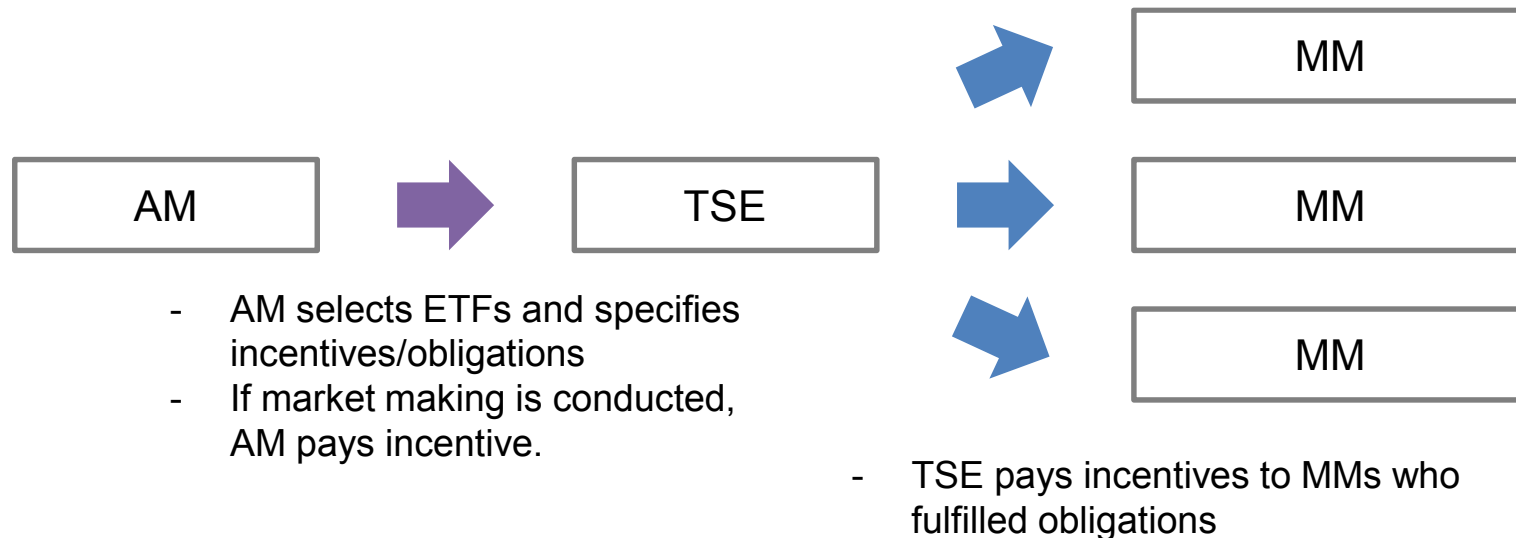 MM
AM
TSE
MM
MM
- AM selects ETFs and specifies
incentives/obligations
- If market making is conducted,
AM pays incentive.
- TSE pays incentives to MMs who
fulfilled obligations